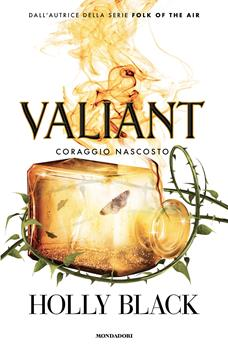 DALL'AUTRICE DELLA SERIE FOLK OF THE AIR
VALIANT
CORAGGIO NASCOSTO
HOLLY BLACK
MONDADORI